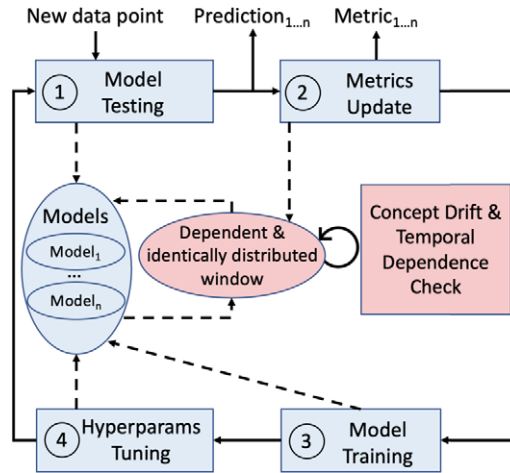 New data point
Prediction1...n
Metric1...n
1
Model
Testing
2
Metrics
Update
Models
Model1
...
Modeln
Dependent &
identically distributed
window
Concept Drift &
Temporal
Dependence
Check
4
Hyperparams
Tuning
3
Model
Training